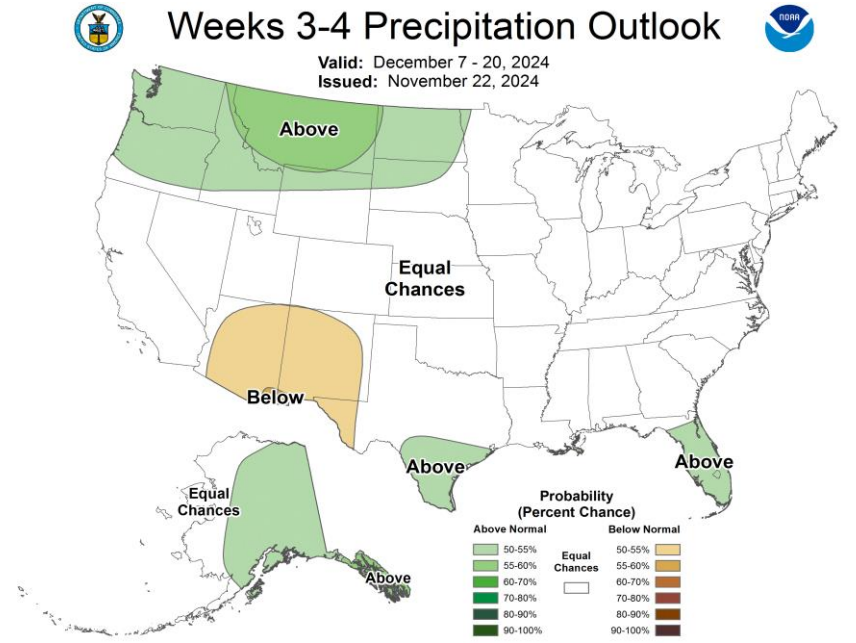 Weeks 3-4 Precipitation Outlook
NOAA
Valid: December 7 - 20, 2024
Issued: November 22, 2024
Above
Equal
Chances
Below
Above
Above
Equal
Chances
Above
Probability
(Percent Chance)
Above Normal
Below Normal
50-55%
55-60%
60-70%
70-80%
80-90%
90-100%
Equal
Chances
50-55%
55-60%
60-70%
70-80%
80-90%
90-100%